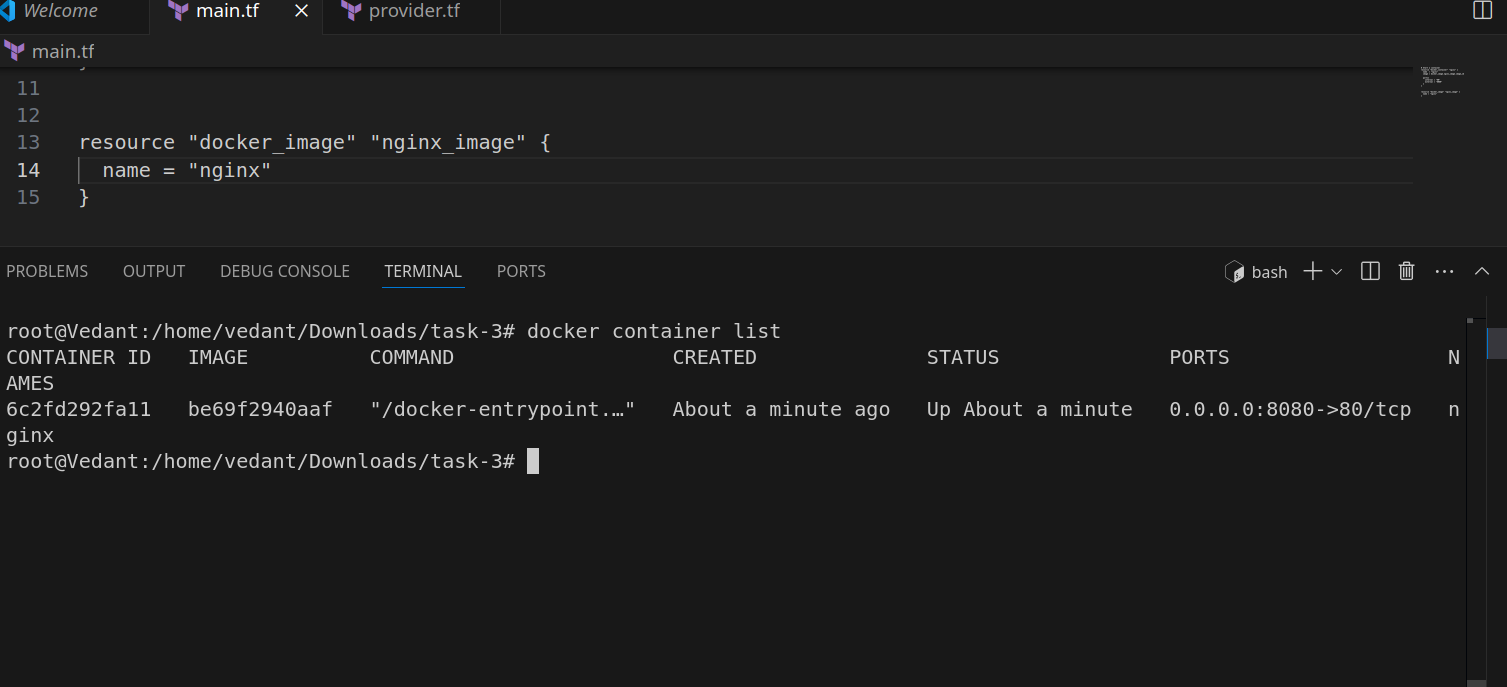 Welcome main.tf provider.tf
main.tf
11
12
13 resource "docker_image" "nginx_image" {
14 name = "nginx"
15 }
PROBLEMS OUTPUT DEBUG CONSOLE TERMINAL PORTS bash
root@Vedant:/home/vedant/Downloads/task-3# docker container list
CONTAINER ID IMAGE COMMAND CREATED STATUS PORTS N
AMES
6c2fd292fa11 be69f2940aaf "/docker-entrypoint.…" About a minute ago Up About a minute 0.0.0.0:8080->80/tcp n
ginx
root@Vedant:/home/vedant/Downloads/task-3#